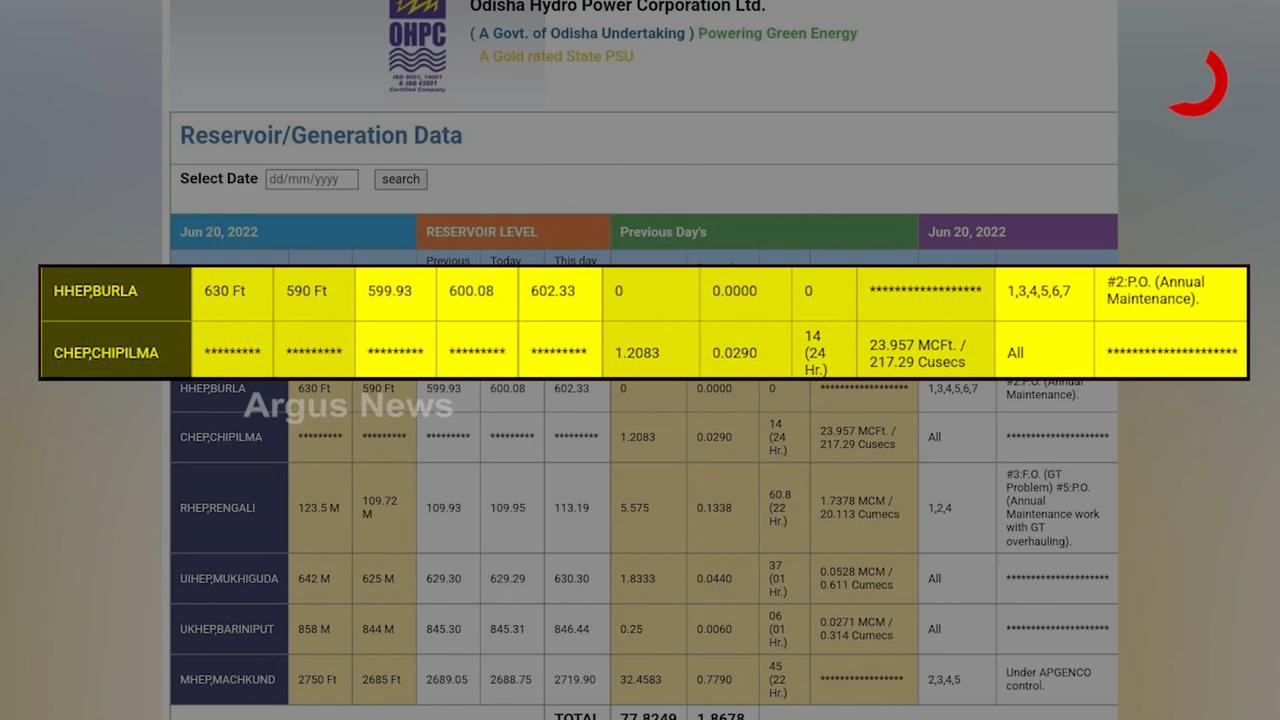 Odisha Hydro Power Corporation Ltd.
( A Govt. of Odisha Undertaking ) Powering Green Energy
A Gold rated State PSU
OHPC
ISO 9001, 14001
& ISO 45001
Certified Company
Reservoir/Generation Data
Select Date dd/mm/yyyy search
Jun 20, 2022 RESERVOIR LEVEL Previous Day's Jun 20, 2022
Previous Today This day
HHEP,BURLA 630 Ft 590 Ft 599.93 600.08 602.33 0 0.0000 0 ****************** 1,3,4,5,6,7 #2:P.O. (Annual
Maintenance).
CHEP,CHIPILMA ********* ********* ********* ********* ********* 1.2083 0.0290 14
(24
Hr.) 23.957 MCFt. /
217.29 Cusecs All *********************
HHEP,BURLA 630 Ft 590 Ft 599.93 600.08 602.33 0 0.0000 0 ****************** 1,3,4,5,6,7 #2:P.O. (Annual
Maintenance).
Argus News
CHEP,CHIPILMA ********* ********* ********* ********* ********* 1.2083 0.0290 14
(24
Hr.) 23.957 MCFt. /
217.29 Cusecs All *********************
RHEP,RENGALI 123.5 M 109.72
M 109.93 109.95 113.19 5.575 0.1338 60.8
(22
Hr.) 1.7378 MCM /
20.113 Cumecs 1,2,4 #3:F.O. (GT
Problem) #5:P.O.
(Annual
Maintenance work
with GT
overhauling).
UIHEP,MUKHIGUDA 642 M 625 M 629.30 629.29 630.30 1.8333 0.0440 37
(01
Hr.) 0.0528 MCM /
0.611 Cumecs All *********************
UKHEP,BARINIPUT 858 M 844 M 845.30 845.31 846.44 0.25 0.0060 06
(01
Hr.) 0.0271 MCM /
0.314 Cumecs All *********************
MHEP,MACHKUND 2750 Ft 2685 Ft 2689.05 2688.75 2719.90 32.4583 0.7790 45
(22
Hr.) ***************** 2,3,4,5 Under APGENCO
control.
TOTAL 77.8249 1.8678